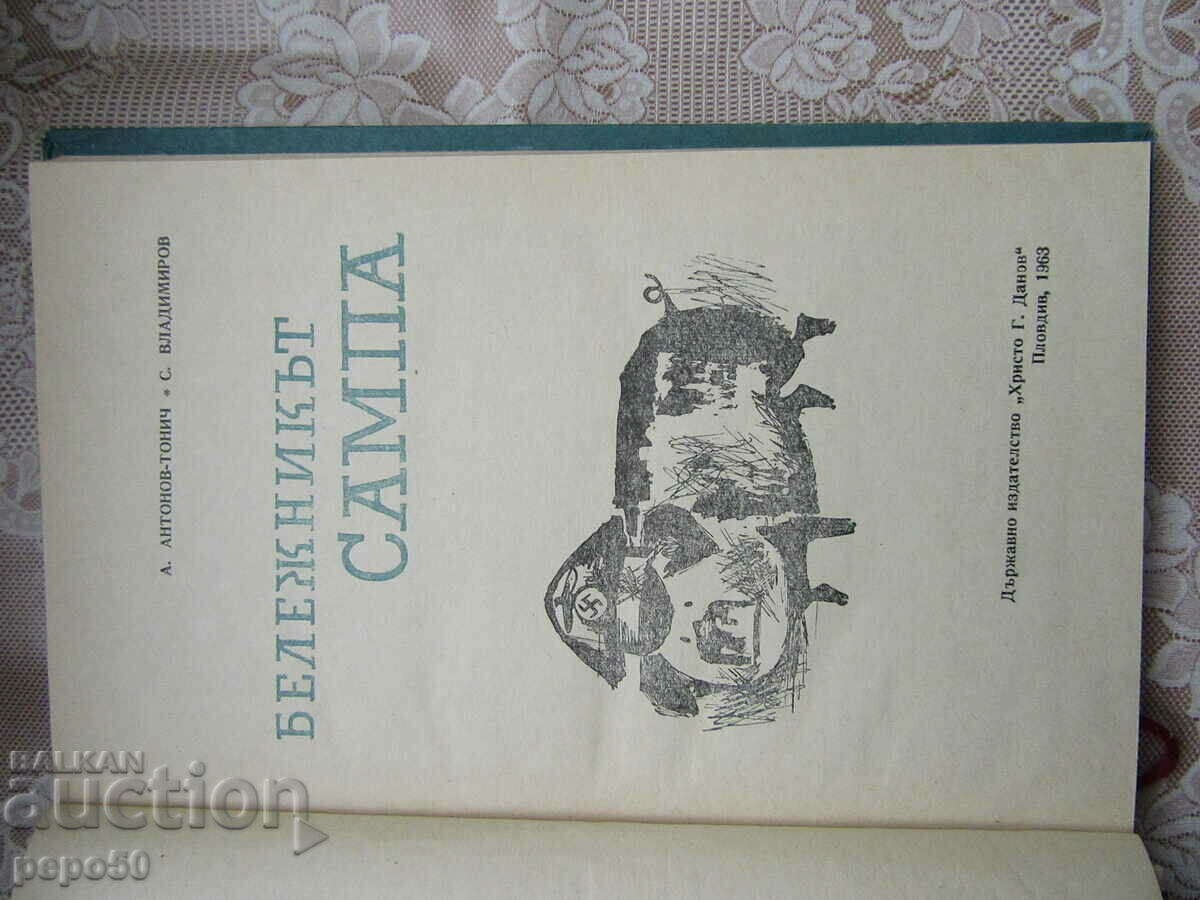 А. АНТОНОВ-ТОНИЧ * С. ВЛАДИМИРОВ
БЕЛЕЖНИКЪТ
САМПА
Държавно издателство „Христо Г. Данов“
Пловдив, 1963
BALKAN
auction
pepo50